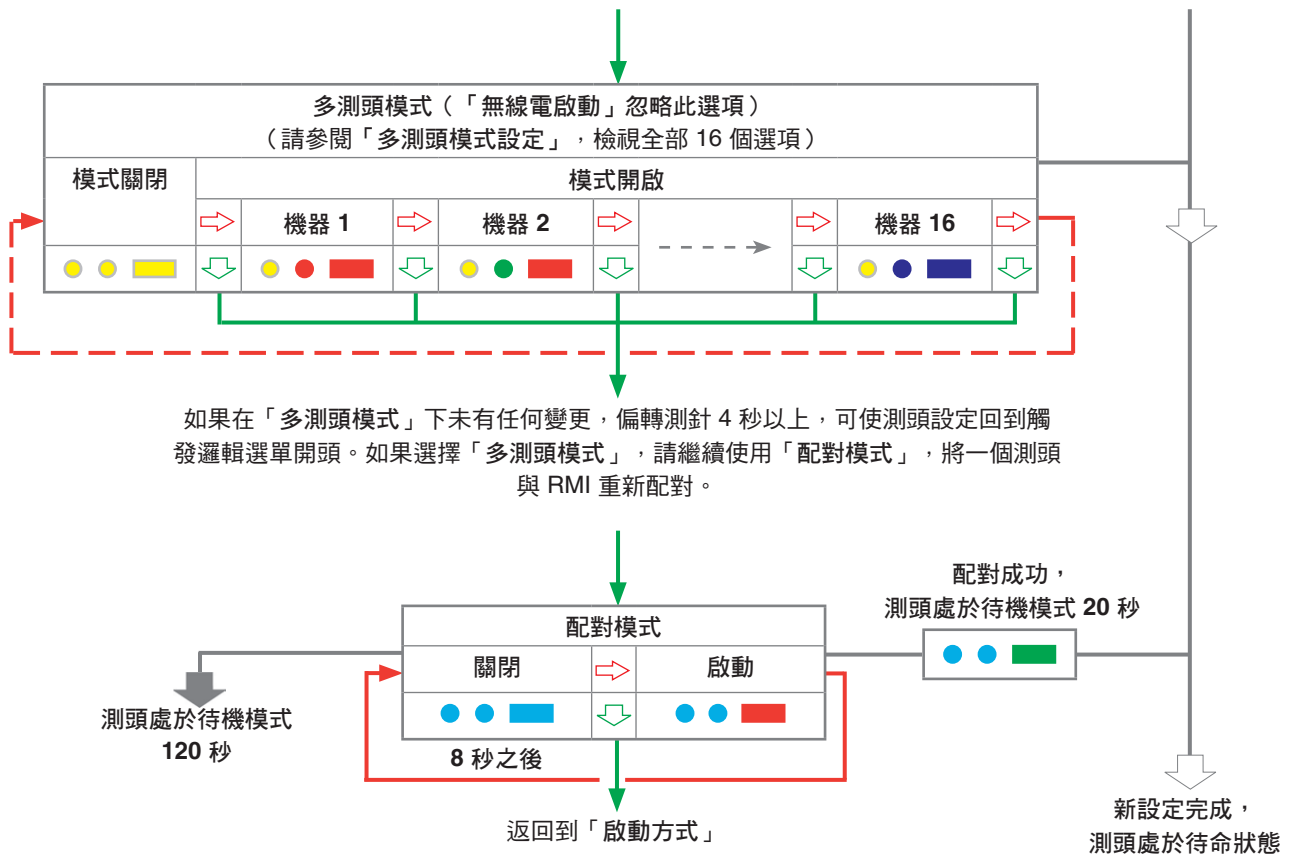 多測頭模式（「無線電啟動」忽略此選項）
（請參閱「多測頭模式設定」，檢視全部 16 個選項）
模式關閉
模式開啟
機器 1
機器 2
機器 16
如果在「多測頭模式」下未有任何變更，偏轉測針 4 秒以上，可使測頭設定回到觸
發邏輯選單開頭。如果選擇「多測頭模式」，請繼續使用「配對模式」，將一個測頭
與 RMI 重新配對。
配對成功，
測頭處於待機模式 20 秒
配對模式
關閉
啟動
測頭處於待機模式
120 秒
8 秒之後
返回到「啟動方式」
新設定完成，
測頭處於待命狀態